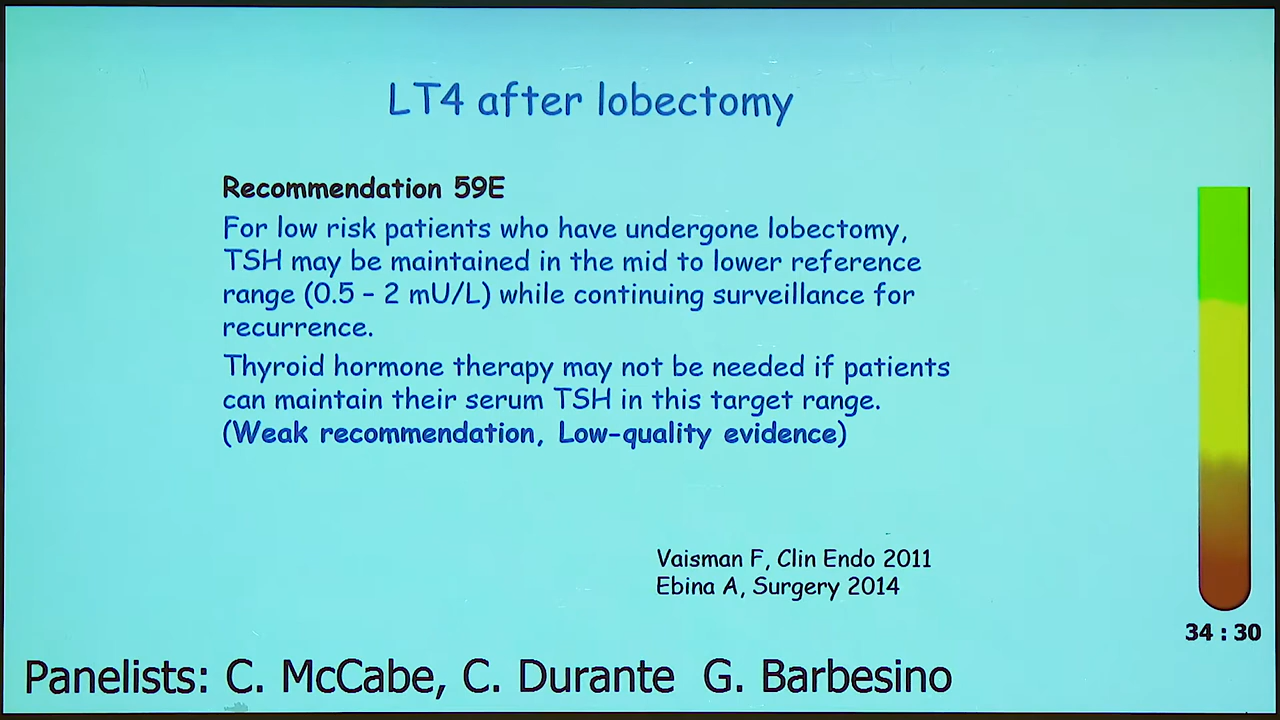 LT4 after lobectomy
Recommendation 59E
For low risk patients who have undergone lobectomy,
TSH may be maintained in the mid to lower reference
range (0.5 – 2 mU/L) while continuing surveillance for
recurrence.
Thyroid hormone therapy may not be needed if patients
can maintain their serum TSH in this target range.
(Weak recommendation, Low-quality evidence)
Vaisman F, Clin Endo 2011
Ebina A, Surgery 2014
34 : 30
Panelists: C. McCabe, C. Durante G. Barbesino